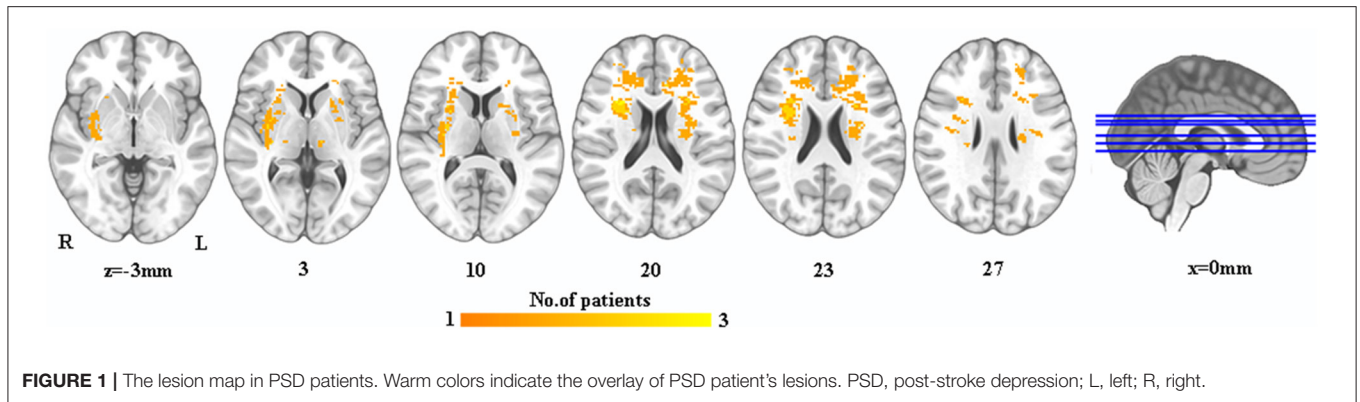 R L
z=-3mm 3 10 20 23 27 x=0mm
No.of patients
1 3
FIGURE 1 | The lesion map in PSD patients. Warm colors indicate the overlay of PSD patient's lesions. PSD, post-stroke depression; L, left; R, right.